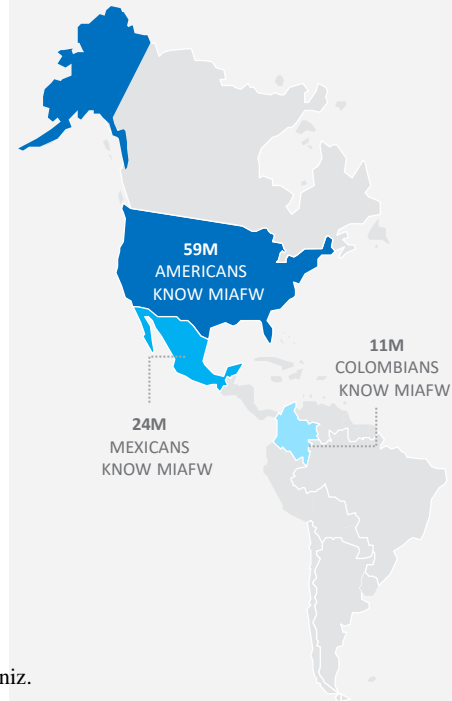 59M
AMERICANS
KNOW MIAFW
11M
COLOMBIANS
KNOW MIAFW
24M
MEXICANS
KNOW MIAFW
niz.